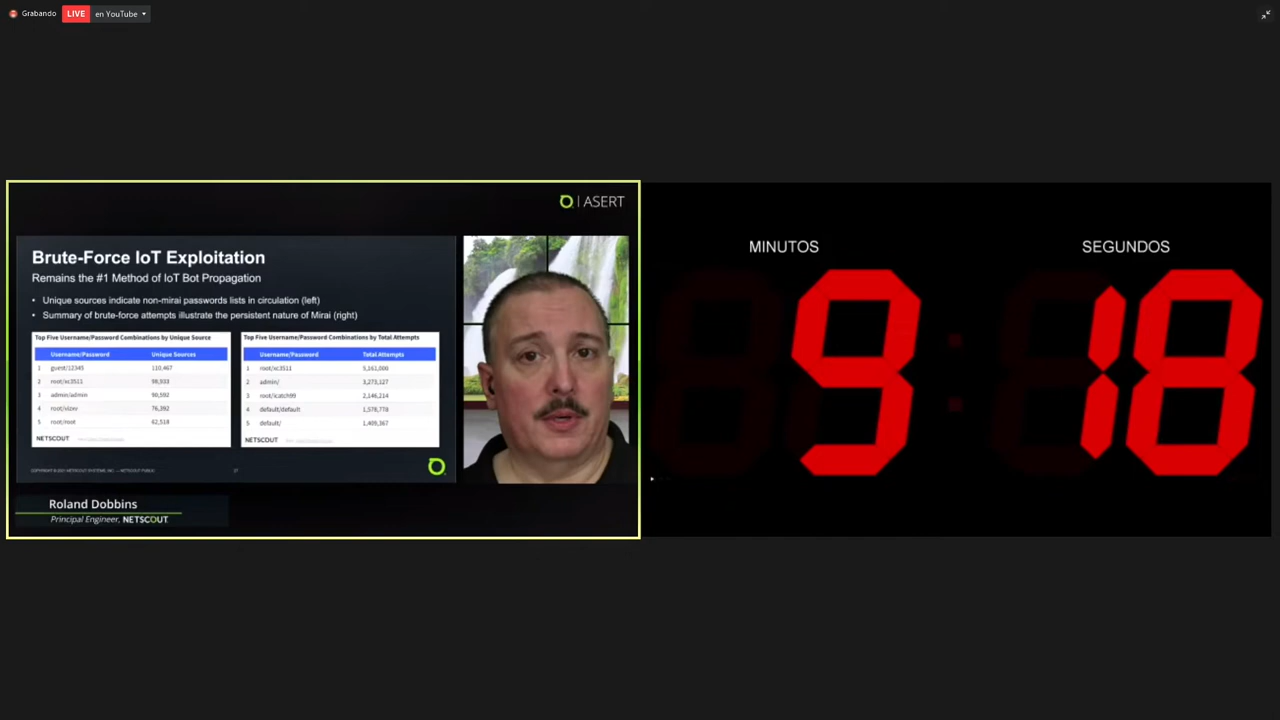 Grabando
LIVE
en YouTube
ASERT
Brute-Force IoT Exploitation
Remains the #1 Method of IoT Bot Propagation
• Unique sources indicate non-mirai passwords lists in circulation (left)
• Summary of brute-force attempts illustrate the persistent nature of Mirai (right)
Top Five Username/Password Combinations by Unique Source
Username/Password Unique Sources
1 guest/12345 110,467
2 root/xc3511 98,933
3 admin/admin 90,592
4 root/vizxv 76,392
5 root/root 62,518
NETSCOUT
Top Five Username/Password Combinations by Total Attempts
Username/Password Total Attempts
1 root/xc3511 5,161,000
2 admin/ 3,273,127
3 root/icatch99 2,146,214
4 default/default 1,578,778
5 default/ 1,409,367
NETSCOUT
Roland Dobbins
Principal Engineer, NETSCOUT
MINUTOS
SEGUNDOS
9:18